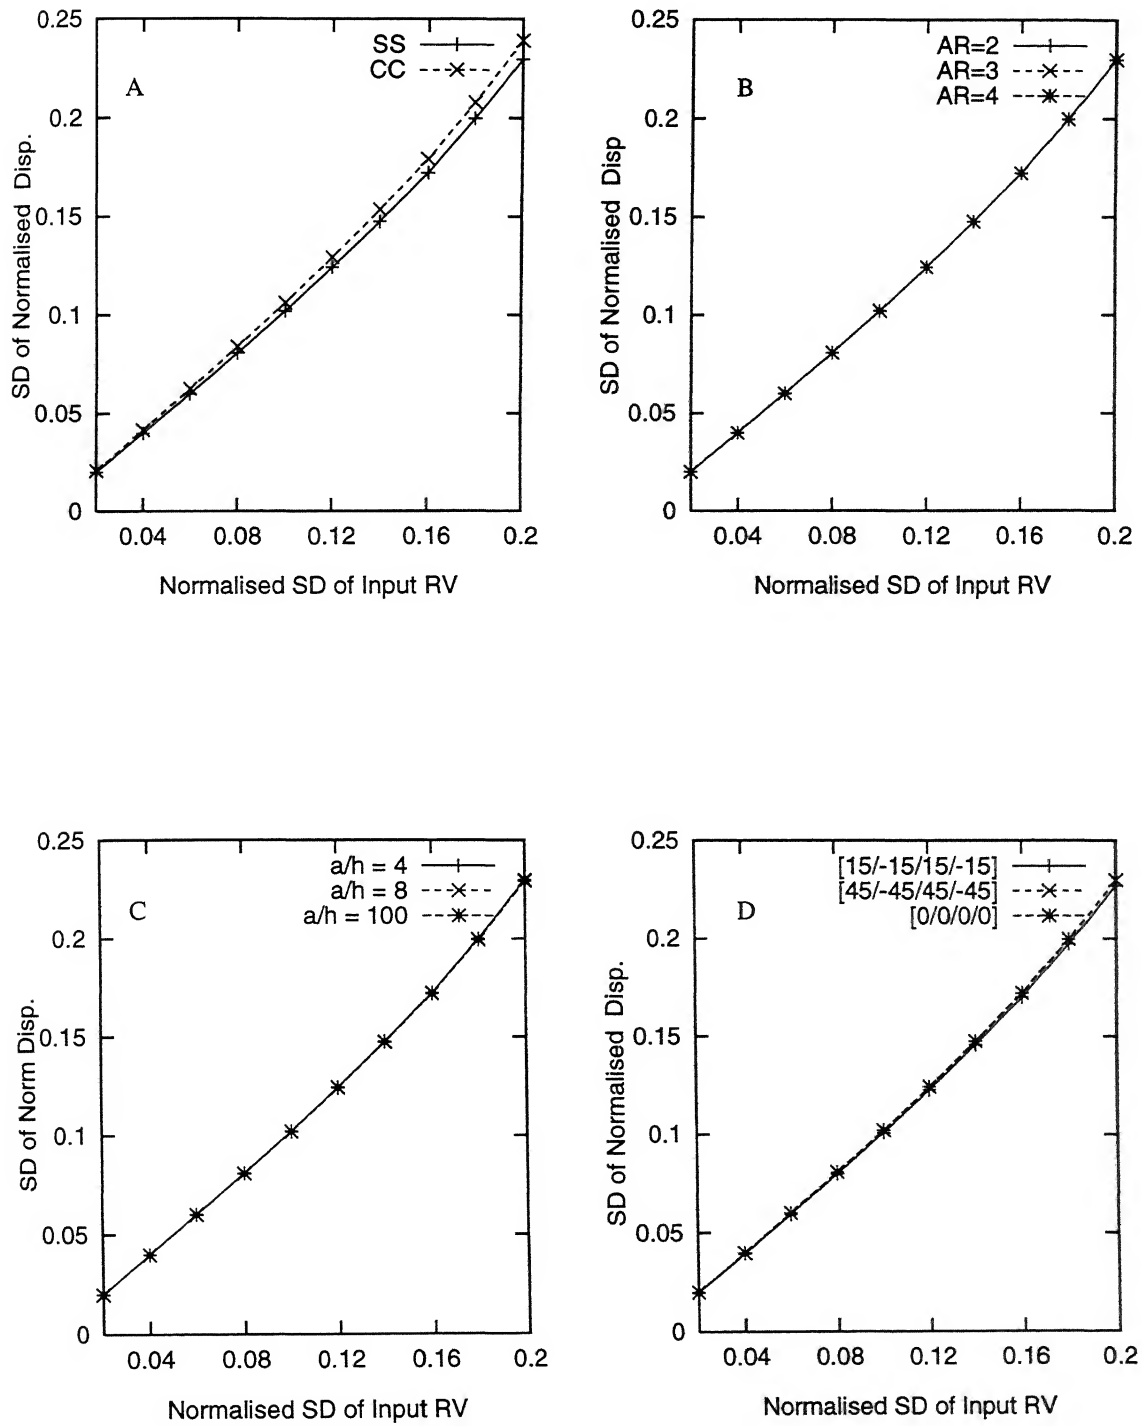 0.25
0.2
0.15
0.1
0.05
0
SD of Normalised Disp.
A
SS
CC
0.04 0.08 0.12 0.16 0.2
Normalised SD of Input RV
0.25
0.2
0.15
0.1
0.05
0
SD of Normalised Disp
B
AR=2
AR=3
AR=4
0.04 0.08 0.12 0.16 0.2
Normalised SD of Input RV
0.25
0.2
0.15
0.1
0.05
0
SD of Norm Disp.
C
a/h = 4
a/h = 8
a/h = 100
0.04 0.08 0.12 0.16 0.2
Normalised SD of Input RV
0.25
0.2
0.15
0.1
0.05
0
SD of Normalised Disp.
D
[15/-15/15/-15]
[45/-45/45/-45]
[0/0/0/0]
0.04 0.08 0.12 0.16 0.2
Normalised SD of Input RV